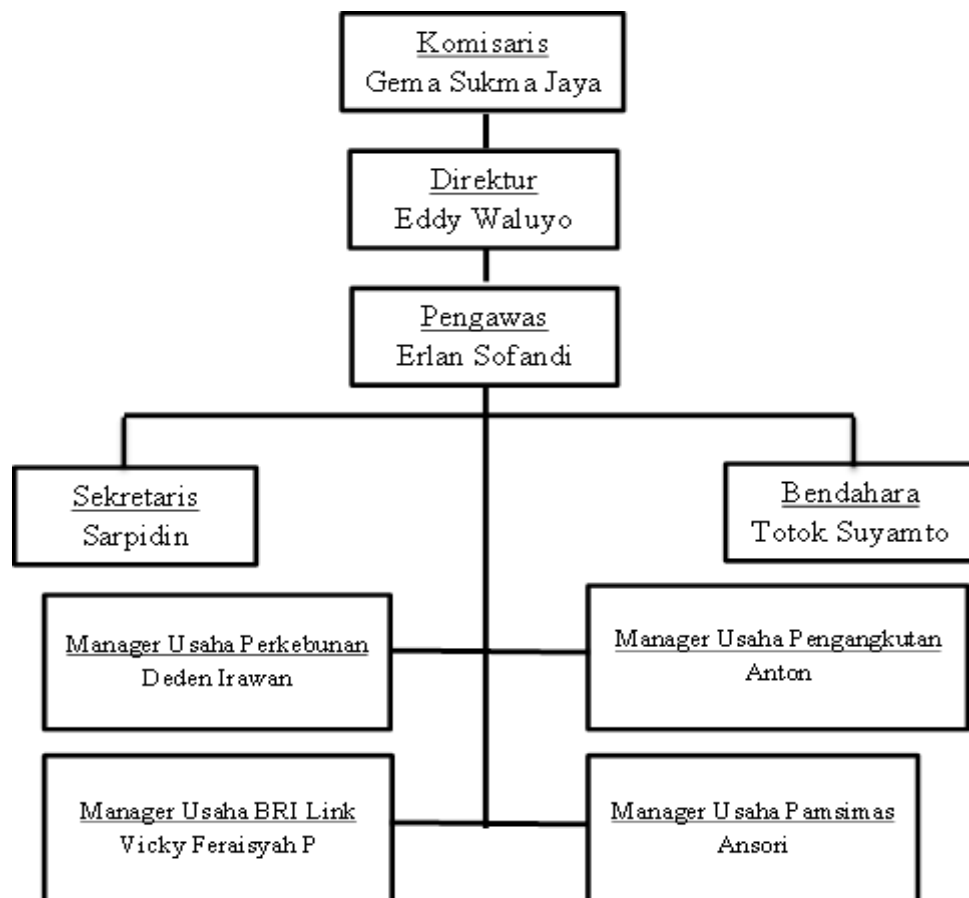 Komisaris
Gema Sukma Jaya
Direktur
Eddy Waluyo
Pengawas
Erlan Sofandi
Sekretaris
Sarpidin
Bendahara
Totok Suyamto
Manager Usaha Perkebunan
Deden Irawan
Manager Usaha Pengangkutan
Anton
Manager Usaha BRI Link
Vicky Feraisyah P
Manager Usaha Pamsimas
Ansori